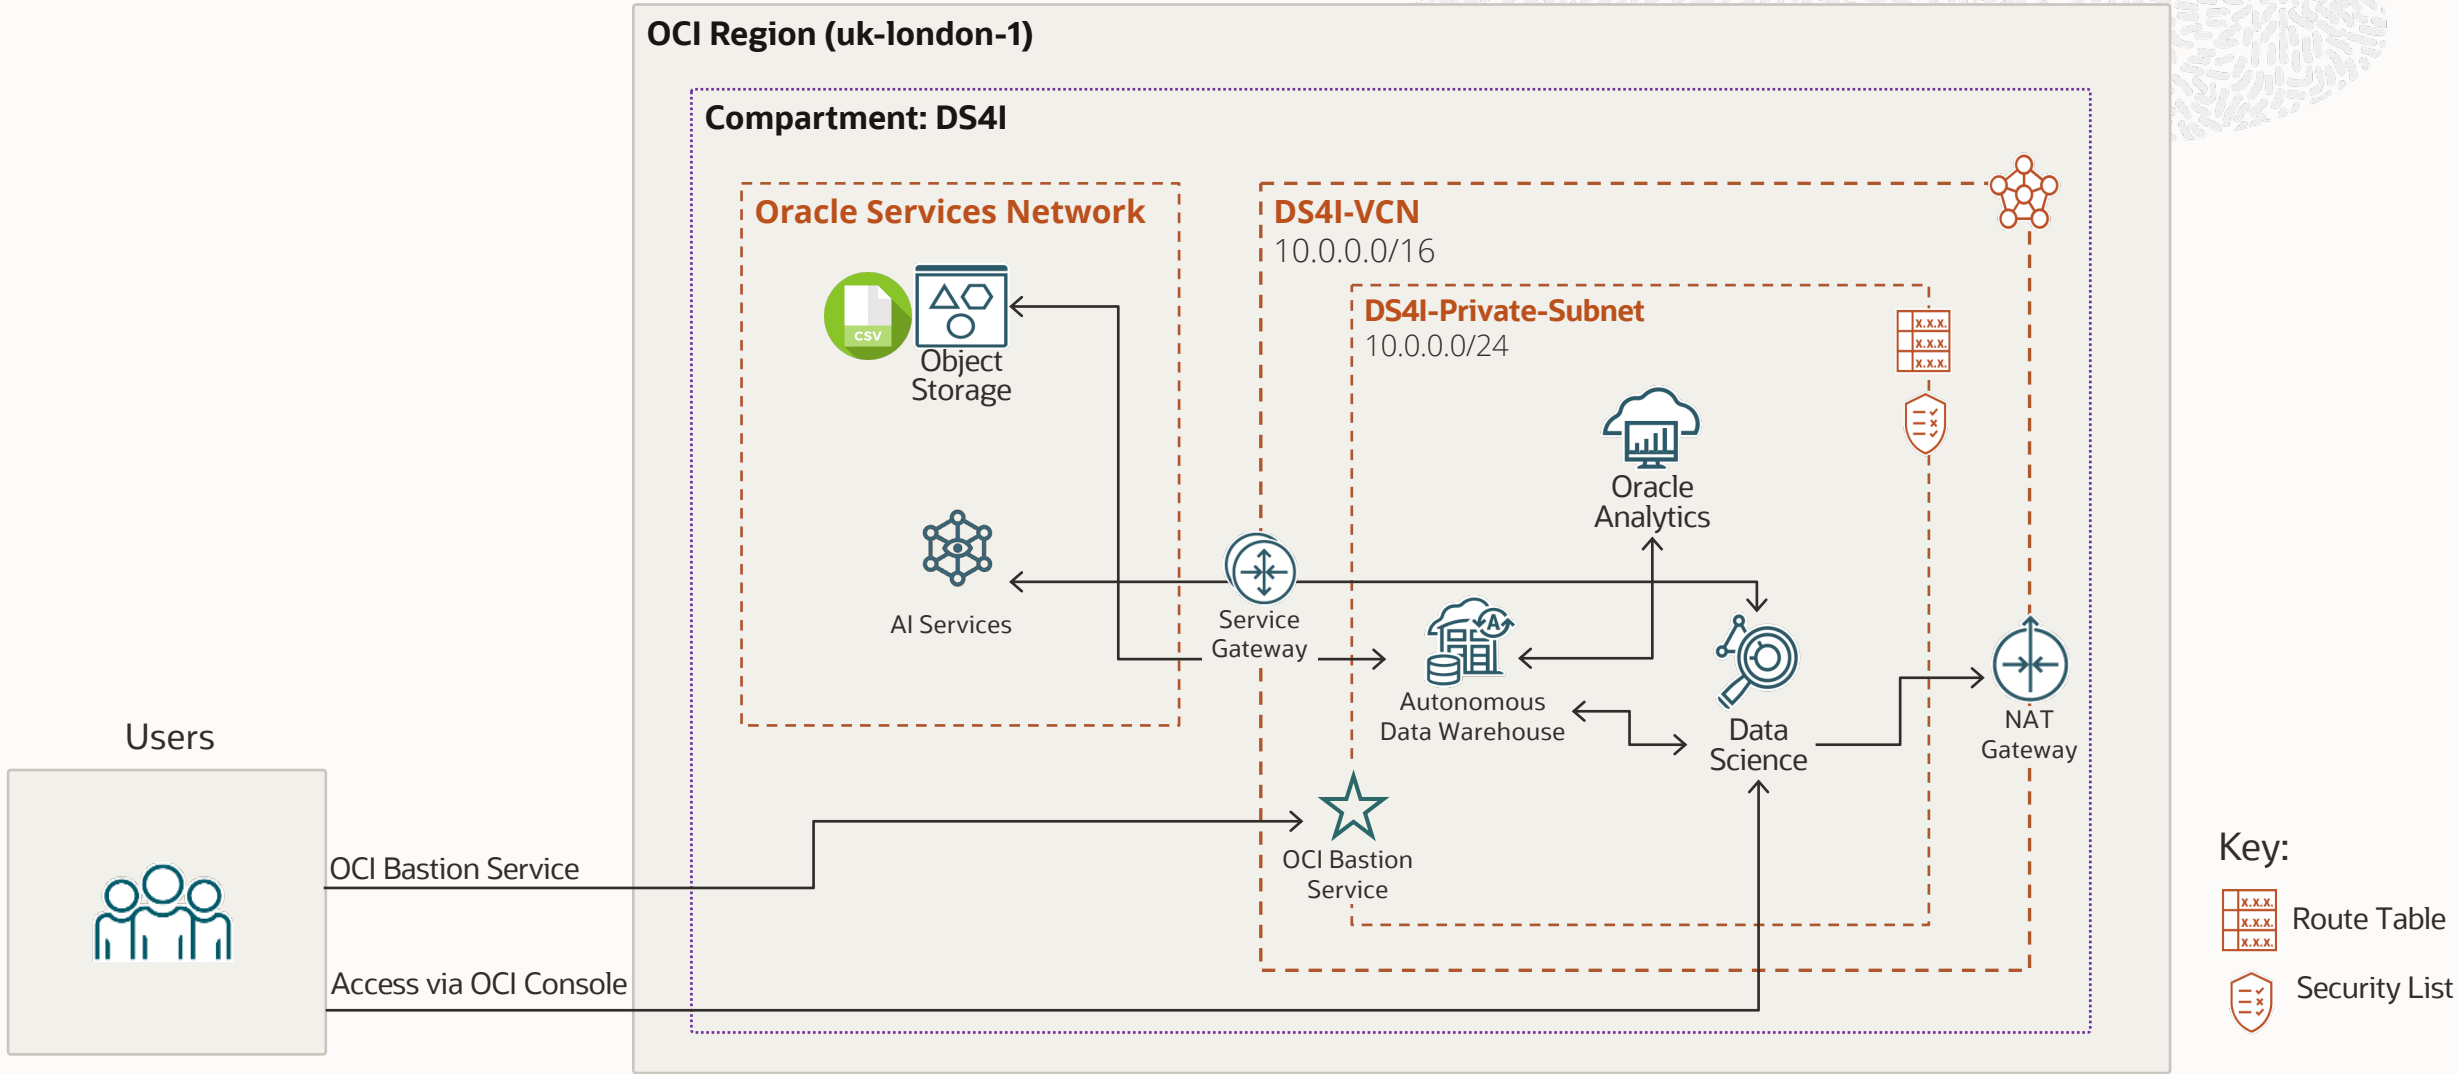 OCI Region (uk-london-1)
Compartment: DS4I
Oracle Services Network
CSV
Object
Storage
AI Services
DS4I-VCN
10.0.0.0/16
DS4I-Private-Subnet
10.0.0.0/24
x.x.x.
x.x.x.
x.x.x.
Oracle
Analytics
Service
Gateway
A
Autonomous
Data Warehouse
Data
Science
NAT
Gateway
OCI Bastion
Service
Users
OCI Bastion Service
Access via OCI Console
Key:
x.x.x.
x.x.x.
x.x.x.
Route Table
Security List